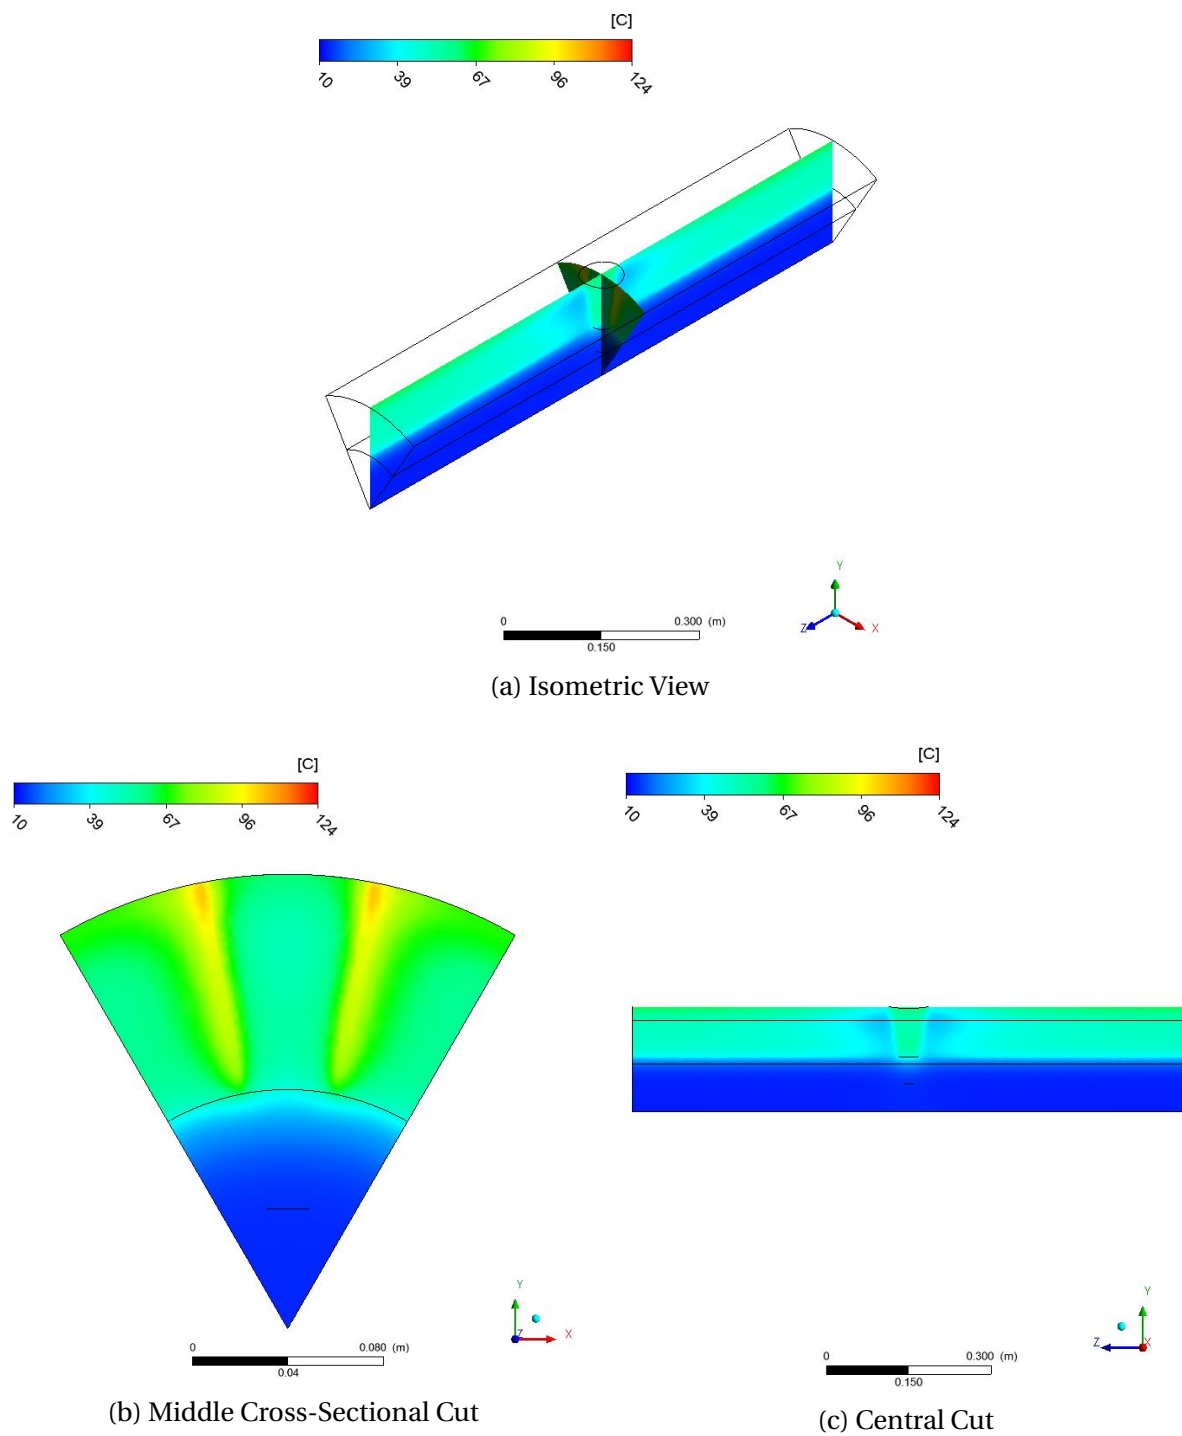 [C]
10 39 67 96 124
Y
Z X
0 0.300 (m)
0.150
(a) Isometric View
[C]
10 39 67 96 124
[C]
10 39 67 96 124
Y
Z X
0 0.080 (m)
0.04
(b) Middle Cross-Sectional Cut
Y
Z X
0 0.300 (m)
0.150
(c) Central Cut